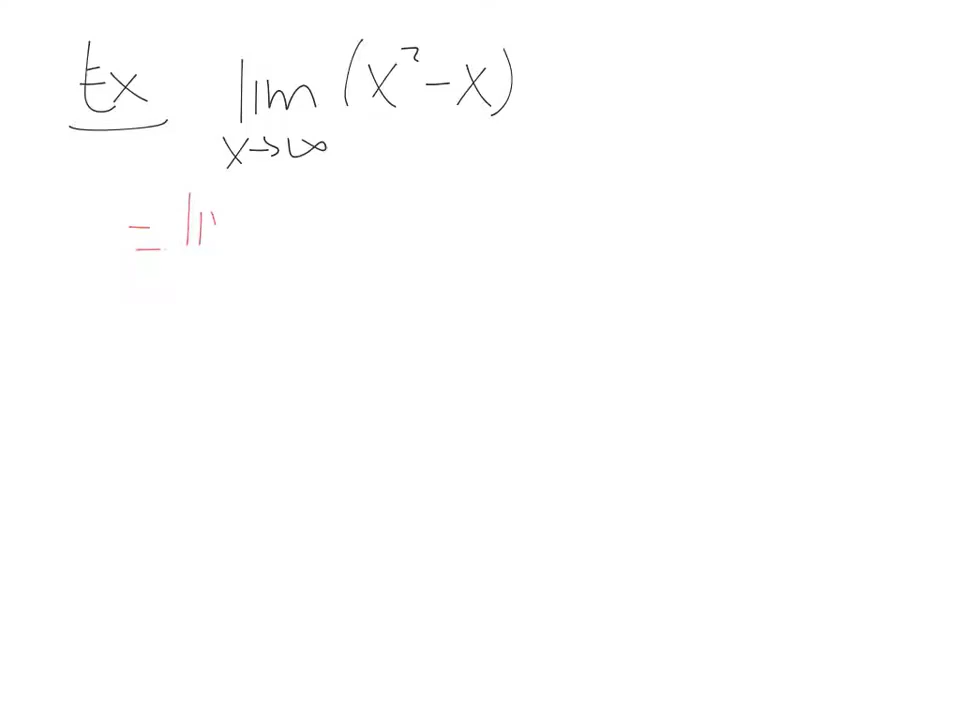 Ex lim (x² - x)
x→∞
= li